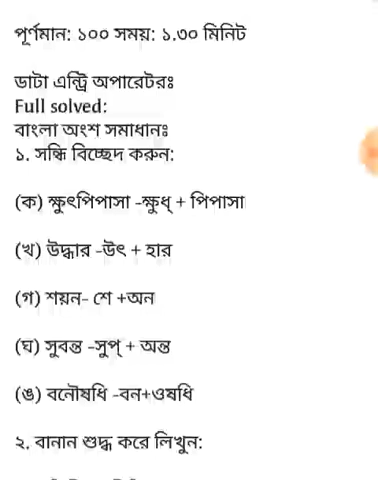 পূর্ণমান: ১০০ সময়: ১.৩০ মিনিট
ডাটা এন্ট্রি অপারেটরঃ
Full solved:
বাংলা অংশ সমাধানঃ
১. সন্ধি বিচ্ছেদ করুন:
(ক) ক্ষুৎপিপাসা -ক্ষুধ্ + পিপাসা
(খ) উদ্ধার -উৎ + হার
(গ) শয়ন- শে +অন
(ঘ) সুবন্ত -সুপ্ + অন্ত
(ঙ) বনৌষধি -বন+ওষধি
২. বানান শুদ্ধ করে লিখুন: